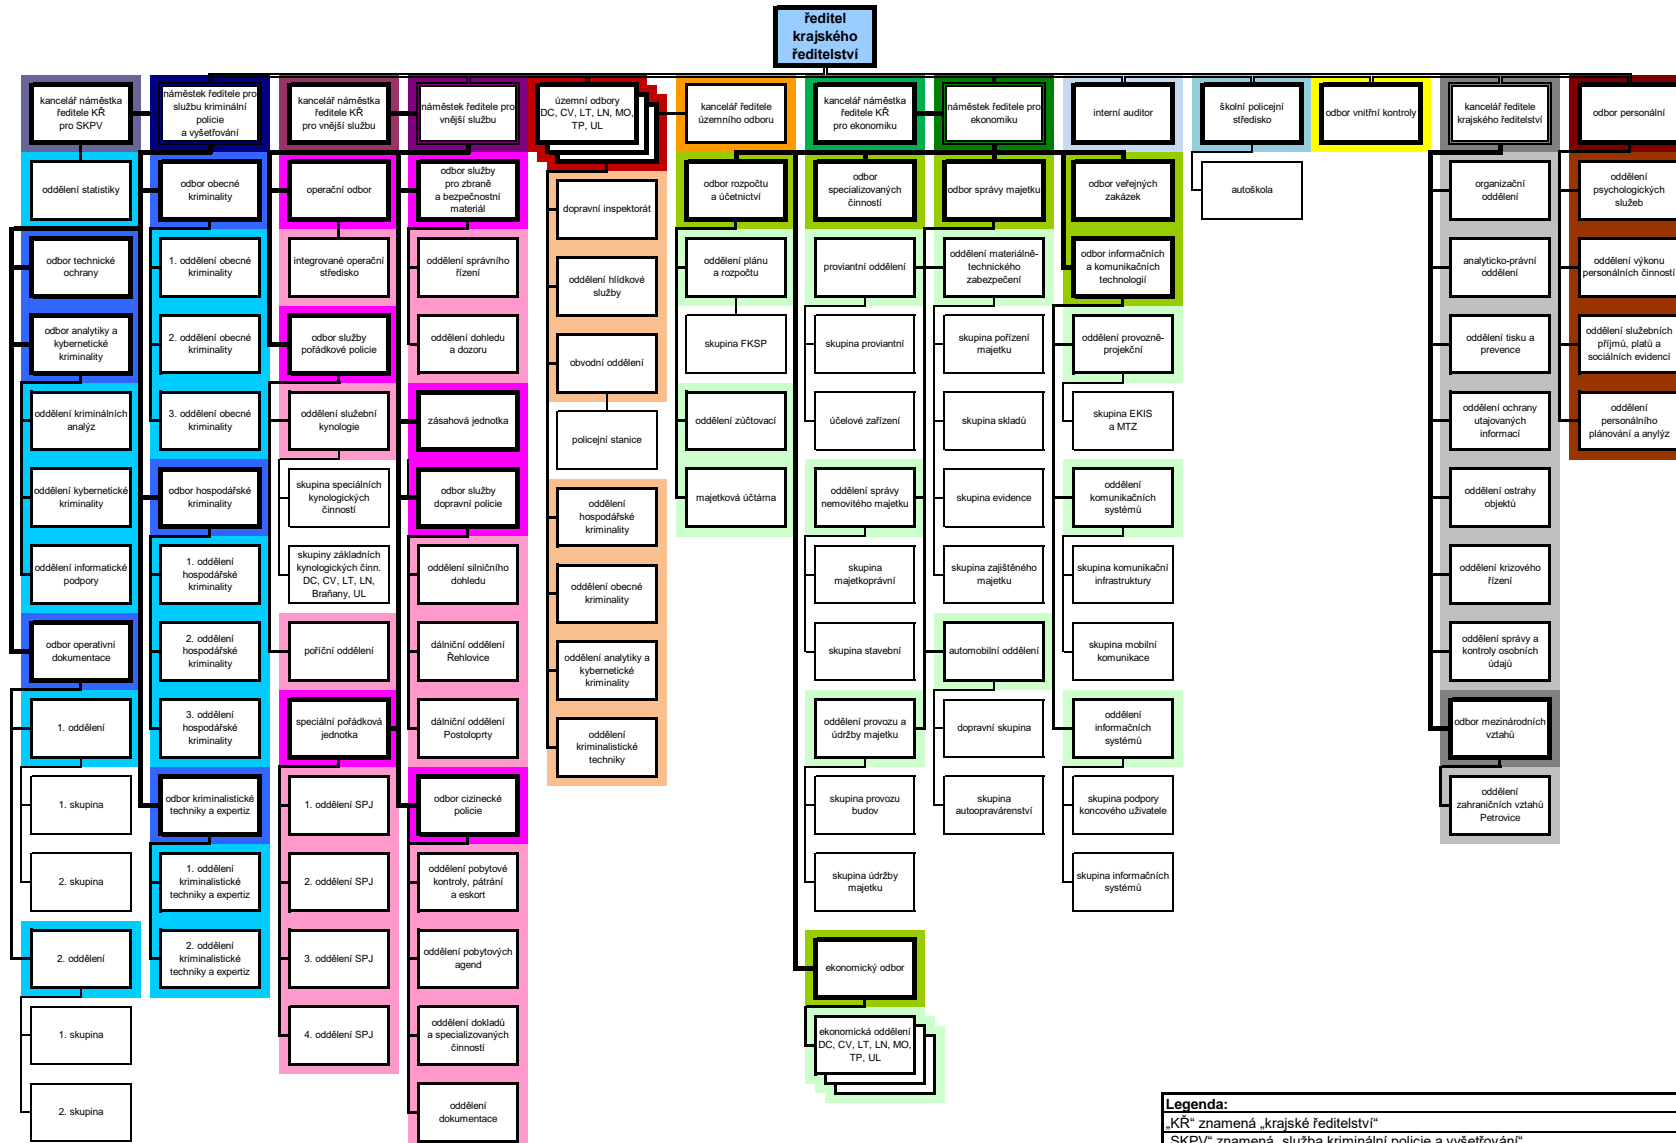 ředitel
krajského
ředitelství
kancelář náměstka
ředitele KŘ
pro SKPV
náměstek ředitele pro
službu kriminální
policie
a vyšetřování
kancelář náměstka
ředitele KŘ
pro vnější službu
náměstek ředitele pro
vnější službu
územní odbory
DC, CV, LT, LN, MO,
TP, UL
kancelář ředitele
územního odboru
kancelář náměstka
ředitele KŘ
pro ekonomiku
náměstek ředitele pro
ekonomiku
interní auditor
školní policejní
středisko
odbor vnitřní kontroly
kancelář ředitele
krajského ředitelství
odbor personální
oddělení statistiky
odbor obecné
kriminality
operační odbor
odbor služby
pro zbraně
a bezpečnostní
materiál
dopravní inspektorát
odbor rozpočtu
a účetnictví
odbor
specializovaných
činností
odbor správy majetku
odbor veřejných
zakázek
autoškola
organizační
oddělení
oddělení
psychologických
služeb
odbor technické
ochrany
1. oddělení obecné
kriminality
integrované operační
středisko
oddělení správního
řízení
oddělení hlídkové
služby
oddělení plánu
a rozpočtu
proviantní oddělení
oddělení materiálně-
technického
zabezpečení
odbor informačních
a komunikačních
technologií
analyticko-právní
oddělení
oddělení výkonu
personálních činností
odbor analytiky a
kybernetické
kriminality
2. oddělení obecné
kriminality
odbor služby
pořádkové policie
oddělení dohledu
a dozoru
obvodní oddělení
skupina FKSP
skupina proviantní
skupina pořízení
majetku
oddělení provozně-
projekční
oddělení tisku a
prevence
oddělení služebních
příjmů, platů a
sociálních evidencí
oddělení kriminálních
analýz
3. oddělení obecné
kriminality
oddělení služební
kynologie
zásahová jednotka
policejní stanice
oddělení zúčtovací
účelové zařízení
skupina skladů
skupina EKIS
a MTZ
oddělení ochrany
utajovaných
informací
oddělení
personálního
plánování a anylýz
oddělení kybernetické
kriminality
odbor hospodářské
kriminality
skupina speciálních
kynologických
činností
odbor služby
dopravní policie
oddělení
hospodářské
kriminality
majetková účtárna
oddělení správy
nemovitého majetku
skupina evidence
oddělení
komunikačních
systémů
oddělení ostrahy
objektů
oddělení informatické
podpory
1. oddělení
hospodářské
kriminality
skupiny základních
kynologických činn.
DC, CV, LT, LN,
Braňany, UL
oddělení silničního
dohledu
oddělení obecné
kriminality
skupina
majetkoprávní
skupina zajištěného
majetku
skupina komunikační
infrastruktury
oddělení krizového
řízení
odbor operativní
dokumentace
2. oddělení
hospodářské
kriminality
poříční oddělení
dálniční oddělení
Řehlovice
oddělení analytiky a
kybernetické
kriminality
skupina stavební
automobilní oddělení
skupina mobilní
komunikace
oddělení správy a
kontroly osobních
údajů
1. oddělení
3. oddělení
hospodářské
kriminality
speciální pořádková
jednotka
dálniční oddělení
Postoloprty
oddělení
kriminalistické
techniky
oddělení provozu a
údržby majetku
dopravní skupina
oddělení
informačních
systémů
odbor mezinárodních
vztahů
1. skupina
odbor kriminalistické
techniky a expertiz
1. oddělení SPJ
odbor cizinecké
policie
skupina provozu
budov
skupina
autoopravárenství
skupina podpory
koncového uživatele
oddělení
zahraničních vztahů
Petrovice
2. skupina
1. oddělení
kriminalistické
techniky a expertiz
2. oddělení SPJ
oddělení pobytové
kontroly, pátrání
a eskort
skupina údržby
majetku
skupina informačních
systémů
2. oddělení
2. oddělení
kriminalistické
techniky a expertiz
3. oddělení SPJ
oddělení pobytových
agend
ekonomický odbor
1. skupina
4. oddělení SPJ
oddělení dokladů
a specializovaných
činností
ekonomická oddělení
DC, CV, LT, LN, MO,
TP, UL
2. skupina
oddělení
dokumentace
Legenda:
„KŘ“ znamená „krajské ředitelství“
„SKPV“ znamená „služba kriminální policie a vyšetřování“